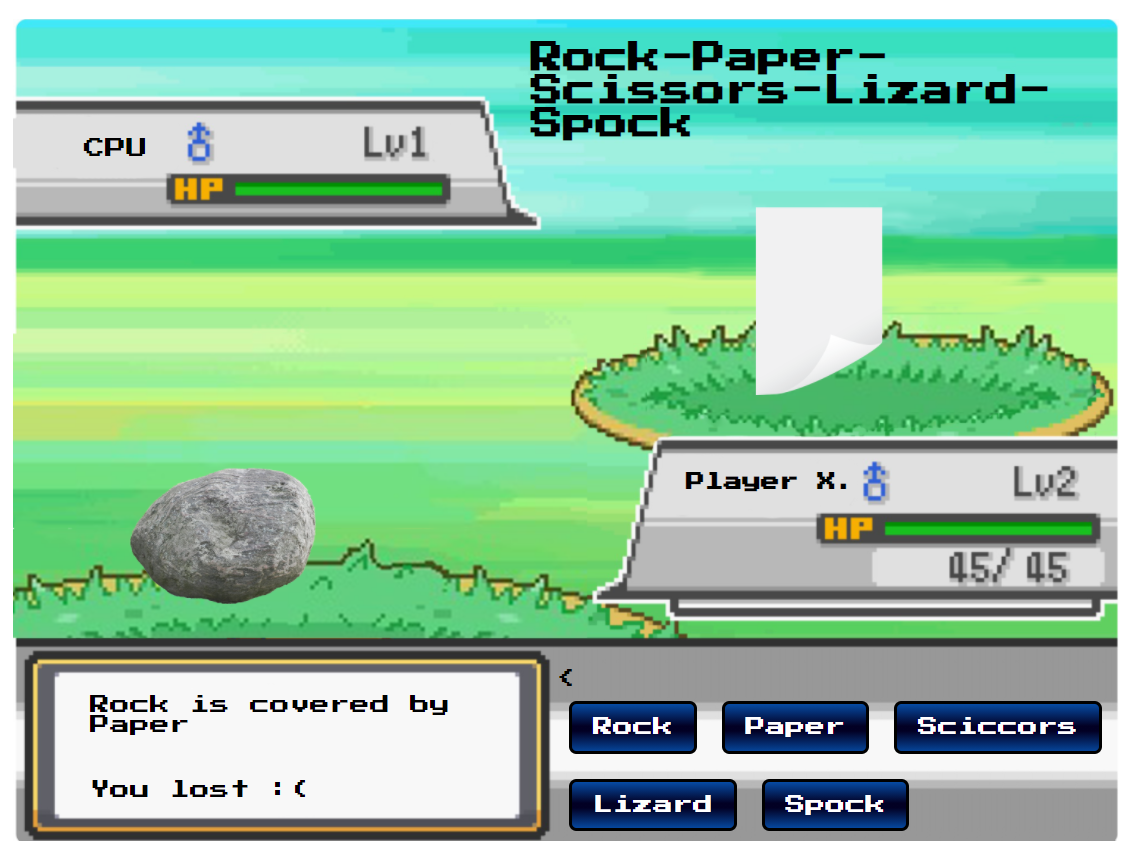 Rock-Paper-
Scissors-Lizard-
Spock
CPU Lv1
HP
Player X. Lv2
HP
45/ 45
Rock is covered by
Paper
You lost :(
<
Rock Paper Sciccors
Lizard Spock